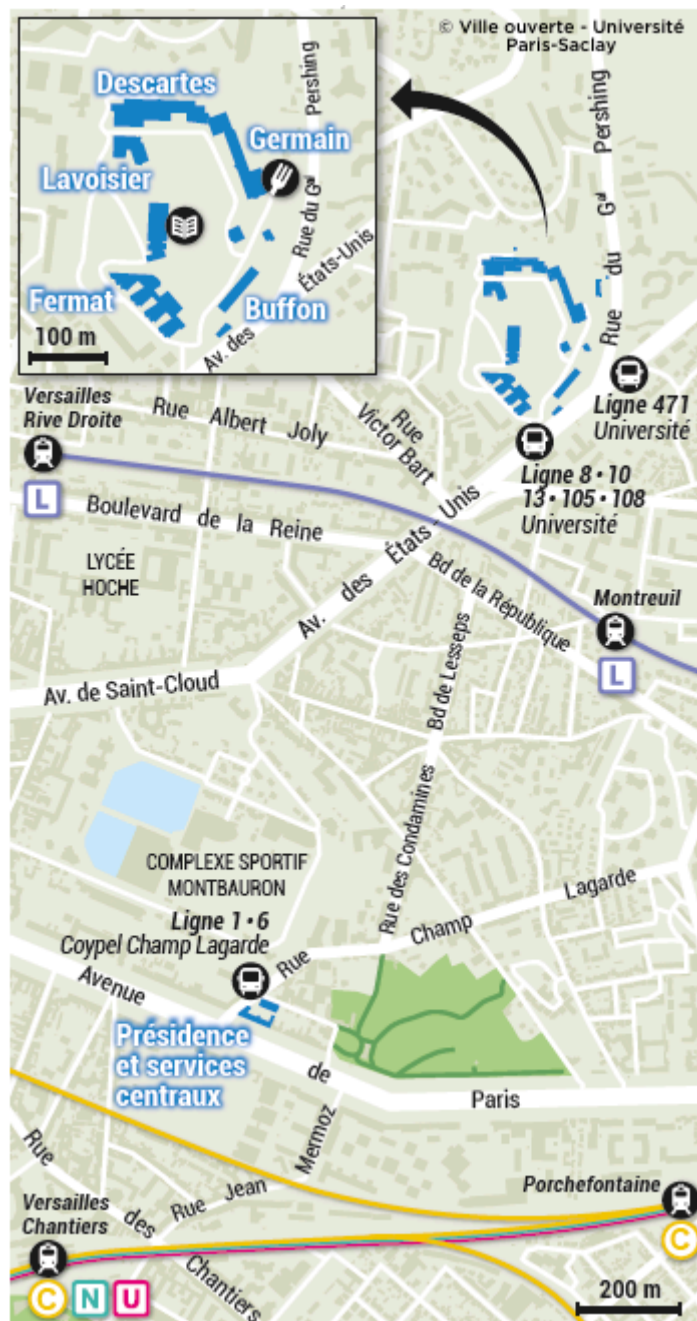 © Ville ouverte - Université
Paris-Saclay
Descartes
Germain
Lavoisier
Fermat
Buffon
Rue du Gal Pershing
Av. des États-Unis
100 m
Rue du Gal Pershing
Versailles
Rive Droite
L
Rue Albert Joly
Rue
Victor Bart
Ligne 471
Université
Ligne 8 • 10
13 • 105 • 108
Université
Boulevard de la Reine
LYCÉE
HOCHE
Av. des États - Unis
Bd de la République
Montreuil
L
Av. de Saint-Cloud
Bd de Lesseps
Rue des Condamines
COMPLEXE SPORTIF
MONTBAURON
Ligne 1 • 6
Coypel Champ Lagarde
Rue Champ Lagarde
Avenue de Paris
Présidence
et services
centraux
Rue Jean Mermoz
Rue des Chantiers
Versailles
Chantiers
C N U
Porchefontaine
C
200 m